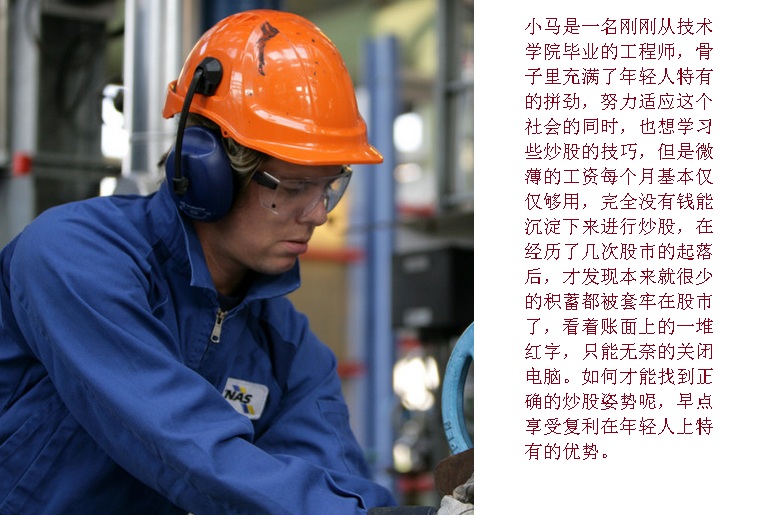 小马是一名刚刚从技术
学院毕业的工程师，骨
子里充满了年轻人特有
的拼劲，努力适应这个
社会的同时，也想学习
些炒股的技巧，但是微
薄的工资每个月基本仅
仅够用，完全没有钱能
沉淀下来进行炒股，在
经历了几次股市的起落
后，才发现本来就很少
的积蓄都被套牢在股市
了，看着账面上的一堆
红字，只能无奈的关闭
电脑。如何才能找到正
确的炒股姿势呢，早点
享受复利在年轻人上特
有的优势。
NAS